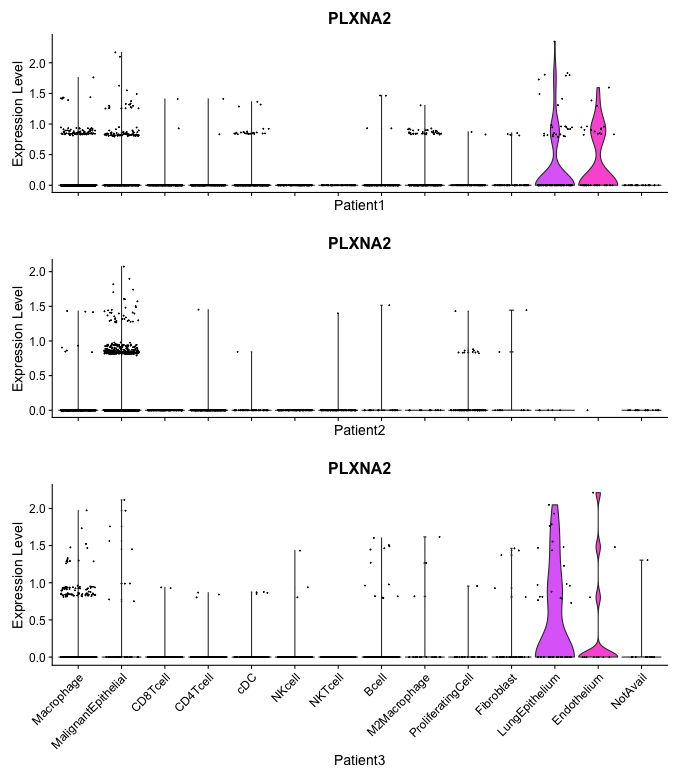 PLXNA2
Expression Level
2.0
1.5
1.0
0.5
0.0
Patient1
PLXNA2
Expression Level
2.0
1.5
1.0
0.5
0.0
Patient2
PLXNA2
Expression Level
2.0
1.5
1.0
0.5
0.0
Macrophage
MalignantEpithelial
CD8Tcell
CD4Tcell
cDC
NKcell
NKTcell
Bcell
M2Macrophage
ProliferatingCell
Fibroblast
LungEpithelium
Endothelium
NotAvail
Patient3